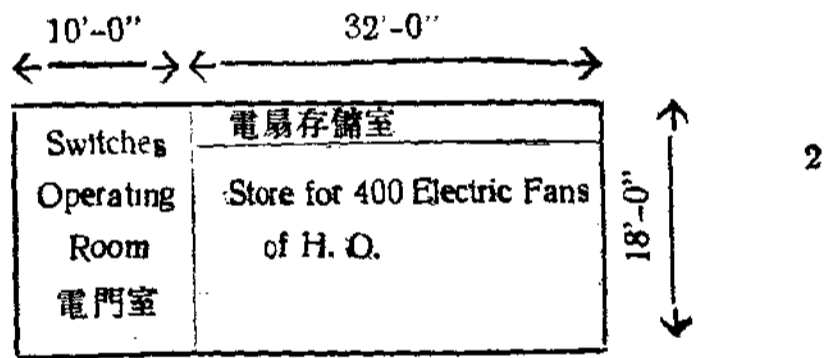 10'-0"
32'-0"
Switches
Operating
Room
電門室
電扇存儲室
Store for 400 Electric Fans
of H. O.
18'-0"
2